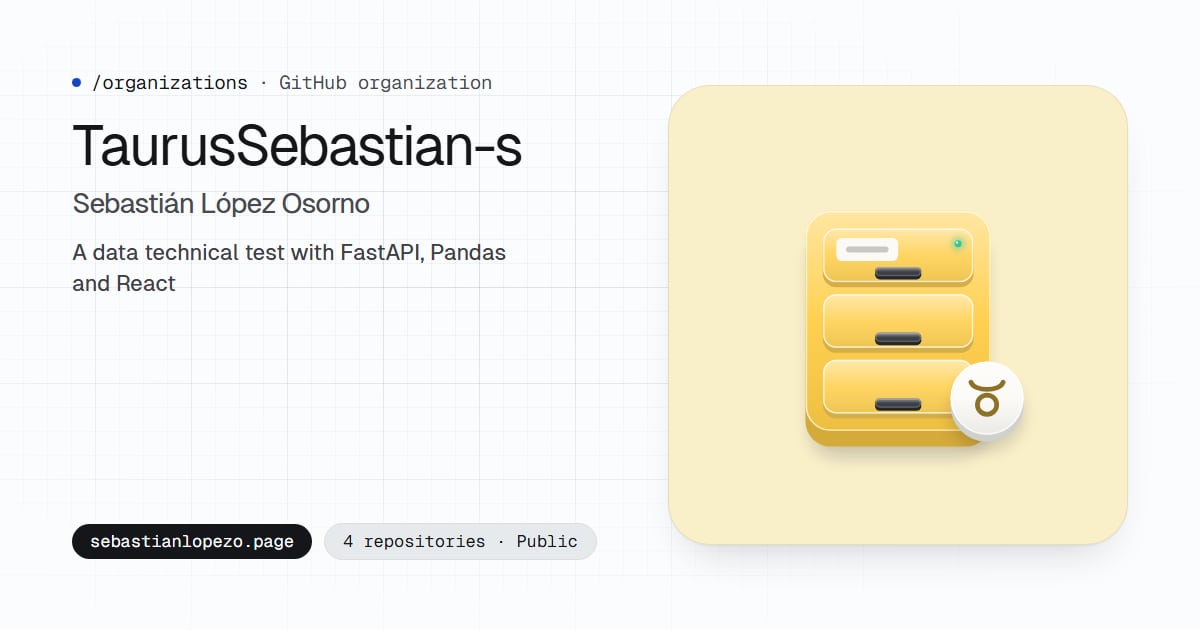 /organizations · GitHub organization
TaurusSebastian-s
Sebastián López Osorno
A data technical test with FastAPI, Pandas
and React
sebastianlopezo.page
4 repositories · Public